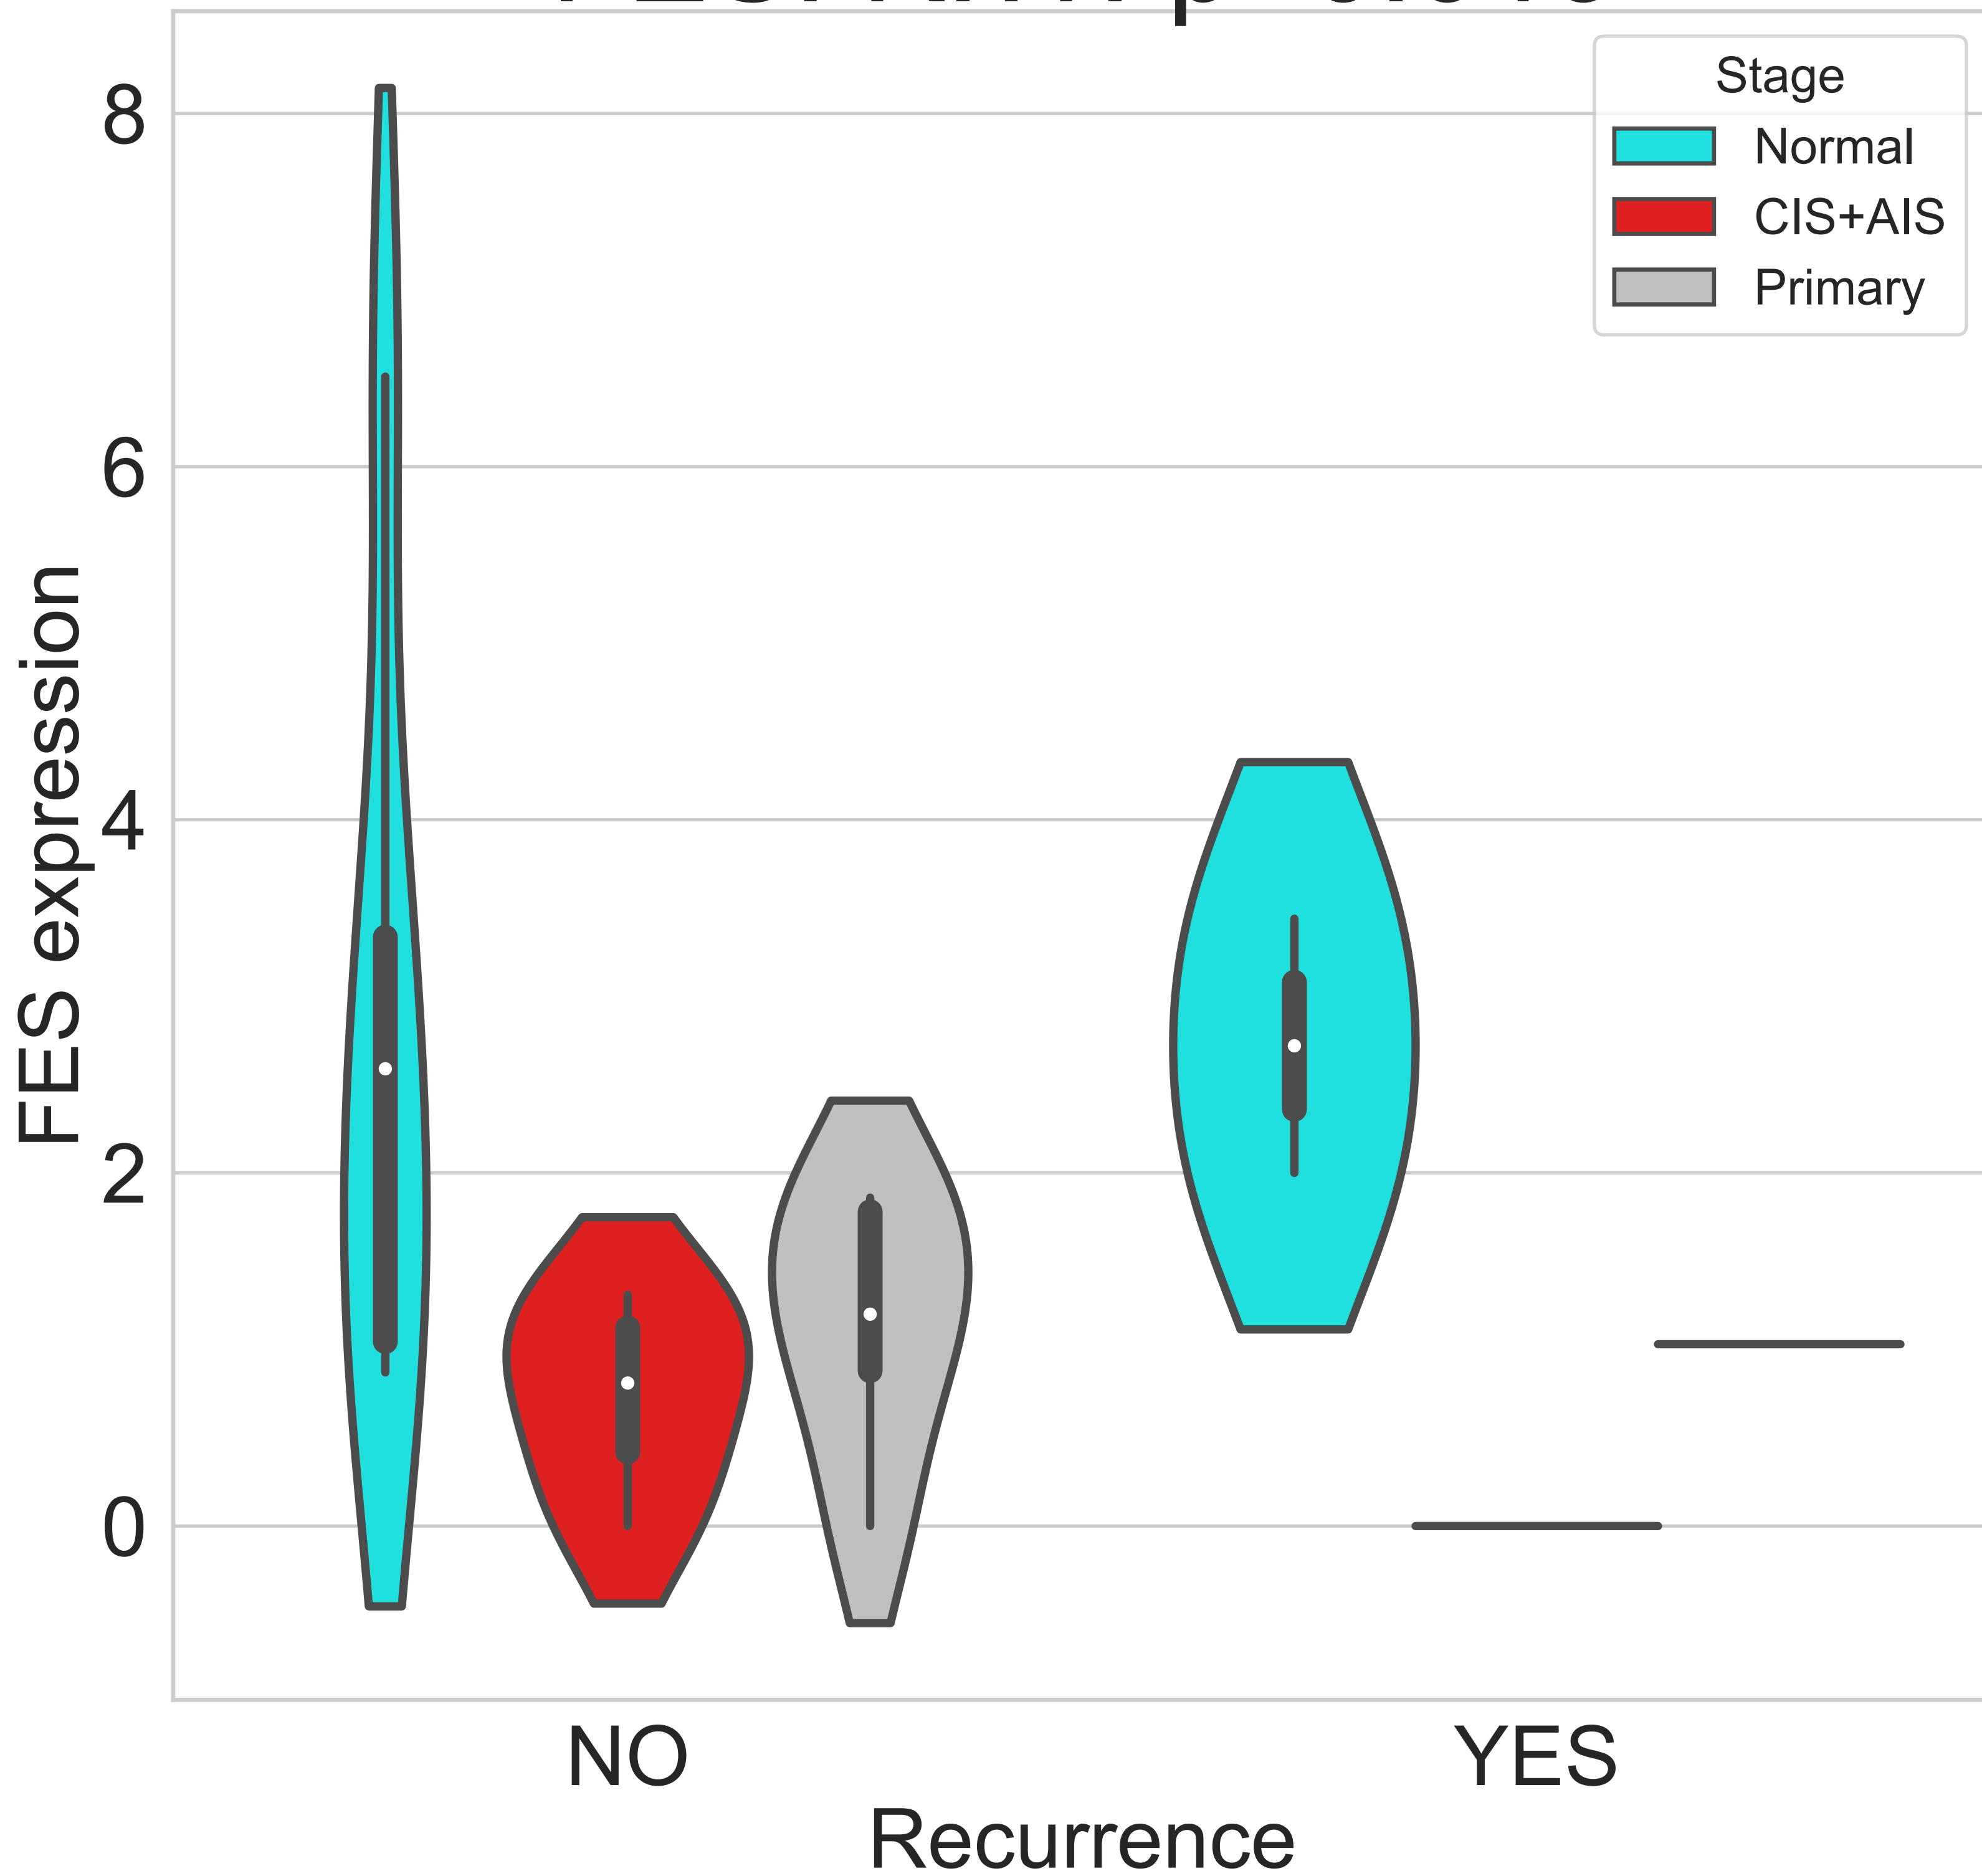 Stage
Normal
CIS+AIS
Primary
8
6
4
2
0
FES expression
NO
YES
Recurrence